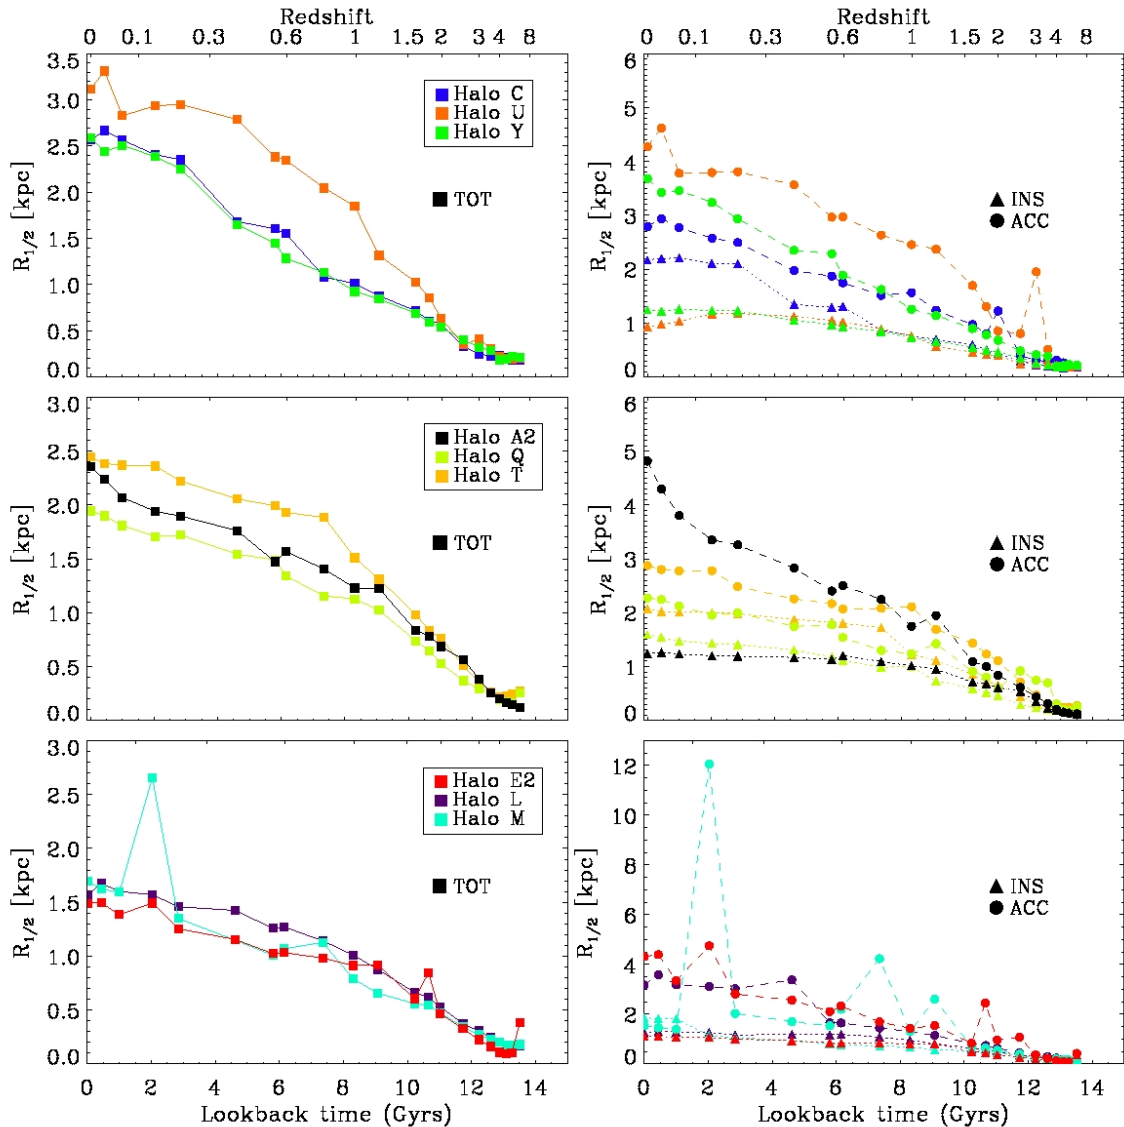 Redshift
0 0.1 0.3 0.6 1 1.5 2 3 4 8
3.5
3.0
2.5
2.0
1.5
1.0
0.5
0.0
R1/2 [kpc]
Halo C
Halo U
Halo Y
TOT
Redshift
0 0.1 0.3 0.6 1 1.5 2 3 4 8
6
5
4
3
2
1
0
R1/2 [kpc]
INS
ACC
3.0
2.5
2.0
1.5
1.0
0.5
0.0
R1/2 [kpc]
Halo A2
Halo Q
Halo T
TOT
6
5
4
3
2
1
0
R1/2 [kpc]
INS
ACC
3.0
2.5
2.0
1.5
1.0
0.5
0.0
R1/2 [kpc]
Halo E2
Halo L
Halo M
TOT
0 2 4 6 8 10 12 14
Lookback time (Gyrs)
12
10
8
6
4
2
0
R1/2 [kpc]
INS
ACC
0 2 4 6 8 10 12 14
Lookback time (Gyrs)